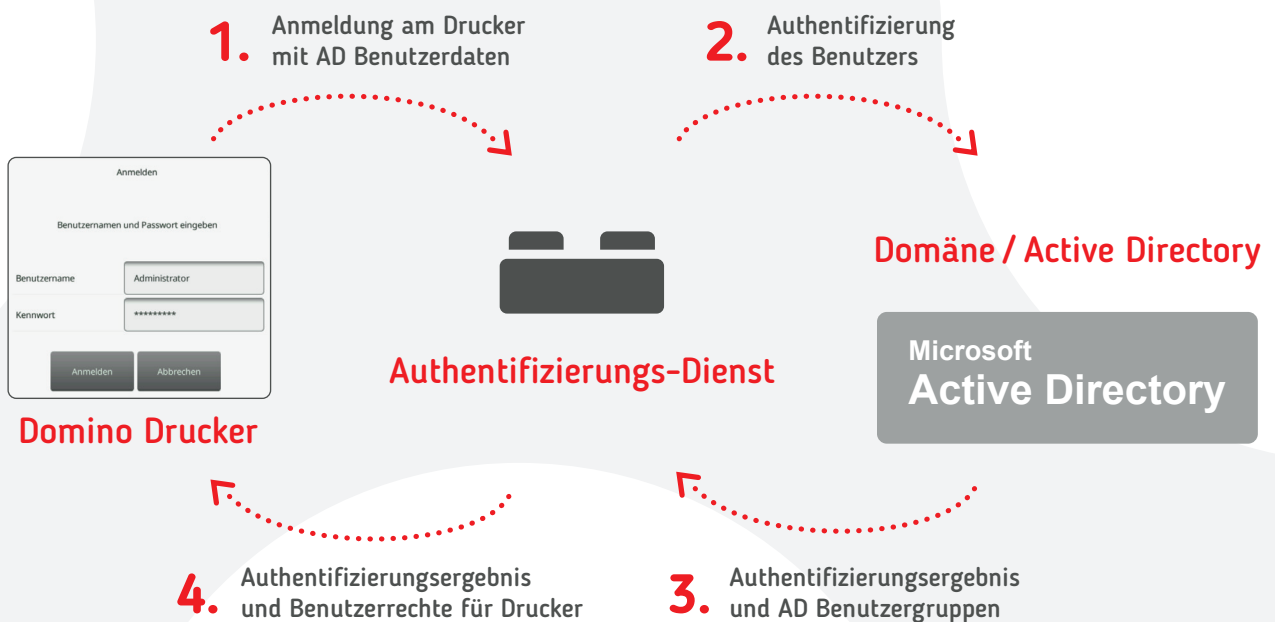 1. Anmeldung am Drucker
mit AD Benutzerdaten
2. Authentifizierung
des Benutzers
Anmelden
Benutzernamen und Passwort eingeben
Benutzername Administrator
Kennwort *********
Anmelden Abbrechen
Domino Drucker
Authentifizierungs-Dienst
Domäne / Active Directory
Microsoft
Active Directory
4. Authentifizierungsergebnis
und Benutzerrechte für Drucker
3. Authentifizierungsergebnis
und AD Benutzergruppen